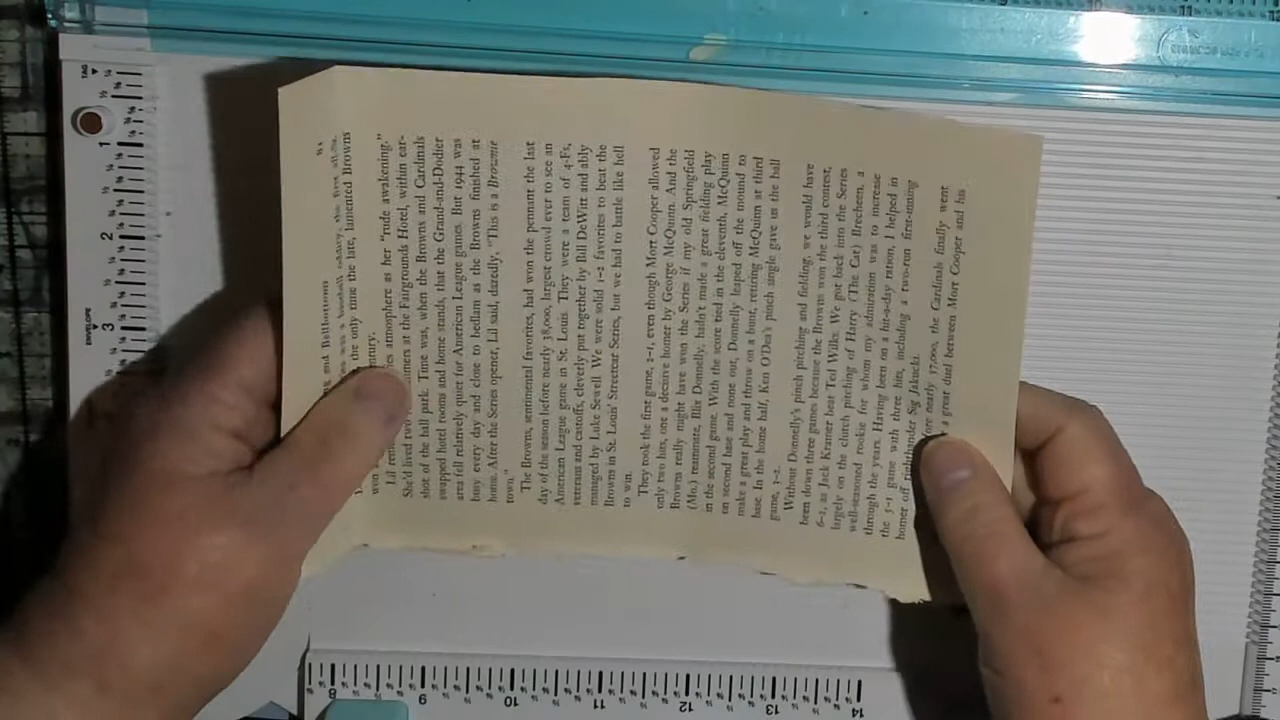 84
and Battlebottom
won the only time the late, lamented Browns
century.
Lil atmosphere as her "rude awakening."
She'd lived two at the Fairgrounds Hotel, within ear-
shot of the ball park. Time was, when the Browns and Cardinals
swapped hotel rooms and home stands, that the Grand-and-Dodier
area fell relatively quiet for American League games. But 1944 was
busy every day and close to bedlam as the Browns finished at
home. After the Series opener, Lil said, dazedly, "This is a Brownie
town."
The Browns, sentimental favorites, had won the pennant the last
day of the season before nearly 38,000, largest crowd ever to see an
American League game in St. Louis. They were a team of 4-Fs,
veterans and castoffs, cleverly put together by Bill DeWitt and ably
managed by Luke Sewell. We were solid 1-2 favorites to beat the
Browns in St. Louis' Streetcar Series, but we had to battle like hell
to win.
They took the first game, 2-1, even though Mort Cooper allowed
only two hits, one a decisive homer by George McQuinn. And the
Browns really might have won the Series if my old Springfield
(Mo.) teammate, Blix Donnelly, hadn't made a great fielding play
in the second game. With the score tied in the eleventh, McQuinn
on second base and none out, Donnelly leaped off the mound to
make a great play and throw on a bunt, retiring McQuinn at third
base. In the home half, Ken O'Dea's pinch single gave us the ball
game, 3-2.
Without Donnelly's pinch pitching and fielding, we would have
been down three games because the Browns won the third contest,
6-2, as Jack Kramer beat Ted Wilks. We got back into the Series
largely on the clutch pitching of Harry (The Cat) Brecheen, a
well-seasoned rookie for whom my admiration was to increase
through the years. Having been on a hit-a-day ration, I helped in
the 5-1 game with three hits, including a two-run first-inning
homer off righthander Sig Jakucki.
one nearly 37,000, the Cardinals finally went
a great duel between Mort Cooper and his
TAG
ENVELOPE
1
2
3
8
9
10
11
12
13
14
11